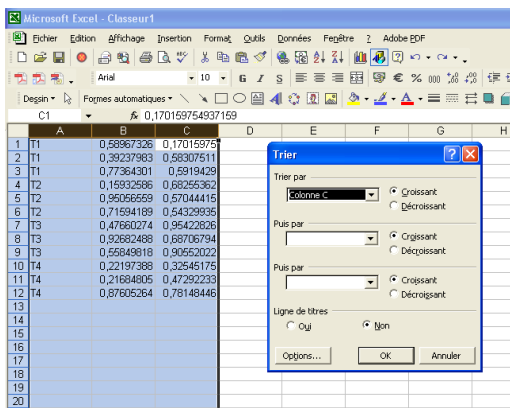 Microsoft Excel - Classeur1
Fichier Edition Affichage Insertion Format Outils Données Fenêtre ? Adobe PDF
Arial 10 G I S € % 000
Dessin Formes automatiques
C1 fx 0,170159754937159
A B C D E F G H
1 T1 0,58967326 0,17015975
2 T1 0,39237983 0,58307511
3 T1 0,77364301 0,5919429
4 T2 0,15932586 0,68255362
5 T2 0,95056559 0,57044415
6 T2 0,71594189 0,54329935
7 T3 0,47660274 0,95422826
8 T3 0,92682488 0,68706794
9 T3 0,55849818 0,90552022
10 T4 0,22197388 0,32545175
11 T4 0,21684805 0,47292233
12 T4 0,87605264 0,78148446
13
14
15
16
17
18
19
20
Trier
Trier par
Colonne C
Croissant
Décroissant
Puis par
Croissant
Décroissant
Puis par
Croissant
Décroissant
Ligne de titres
Oui Non
Options... OK Annuler